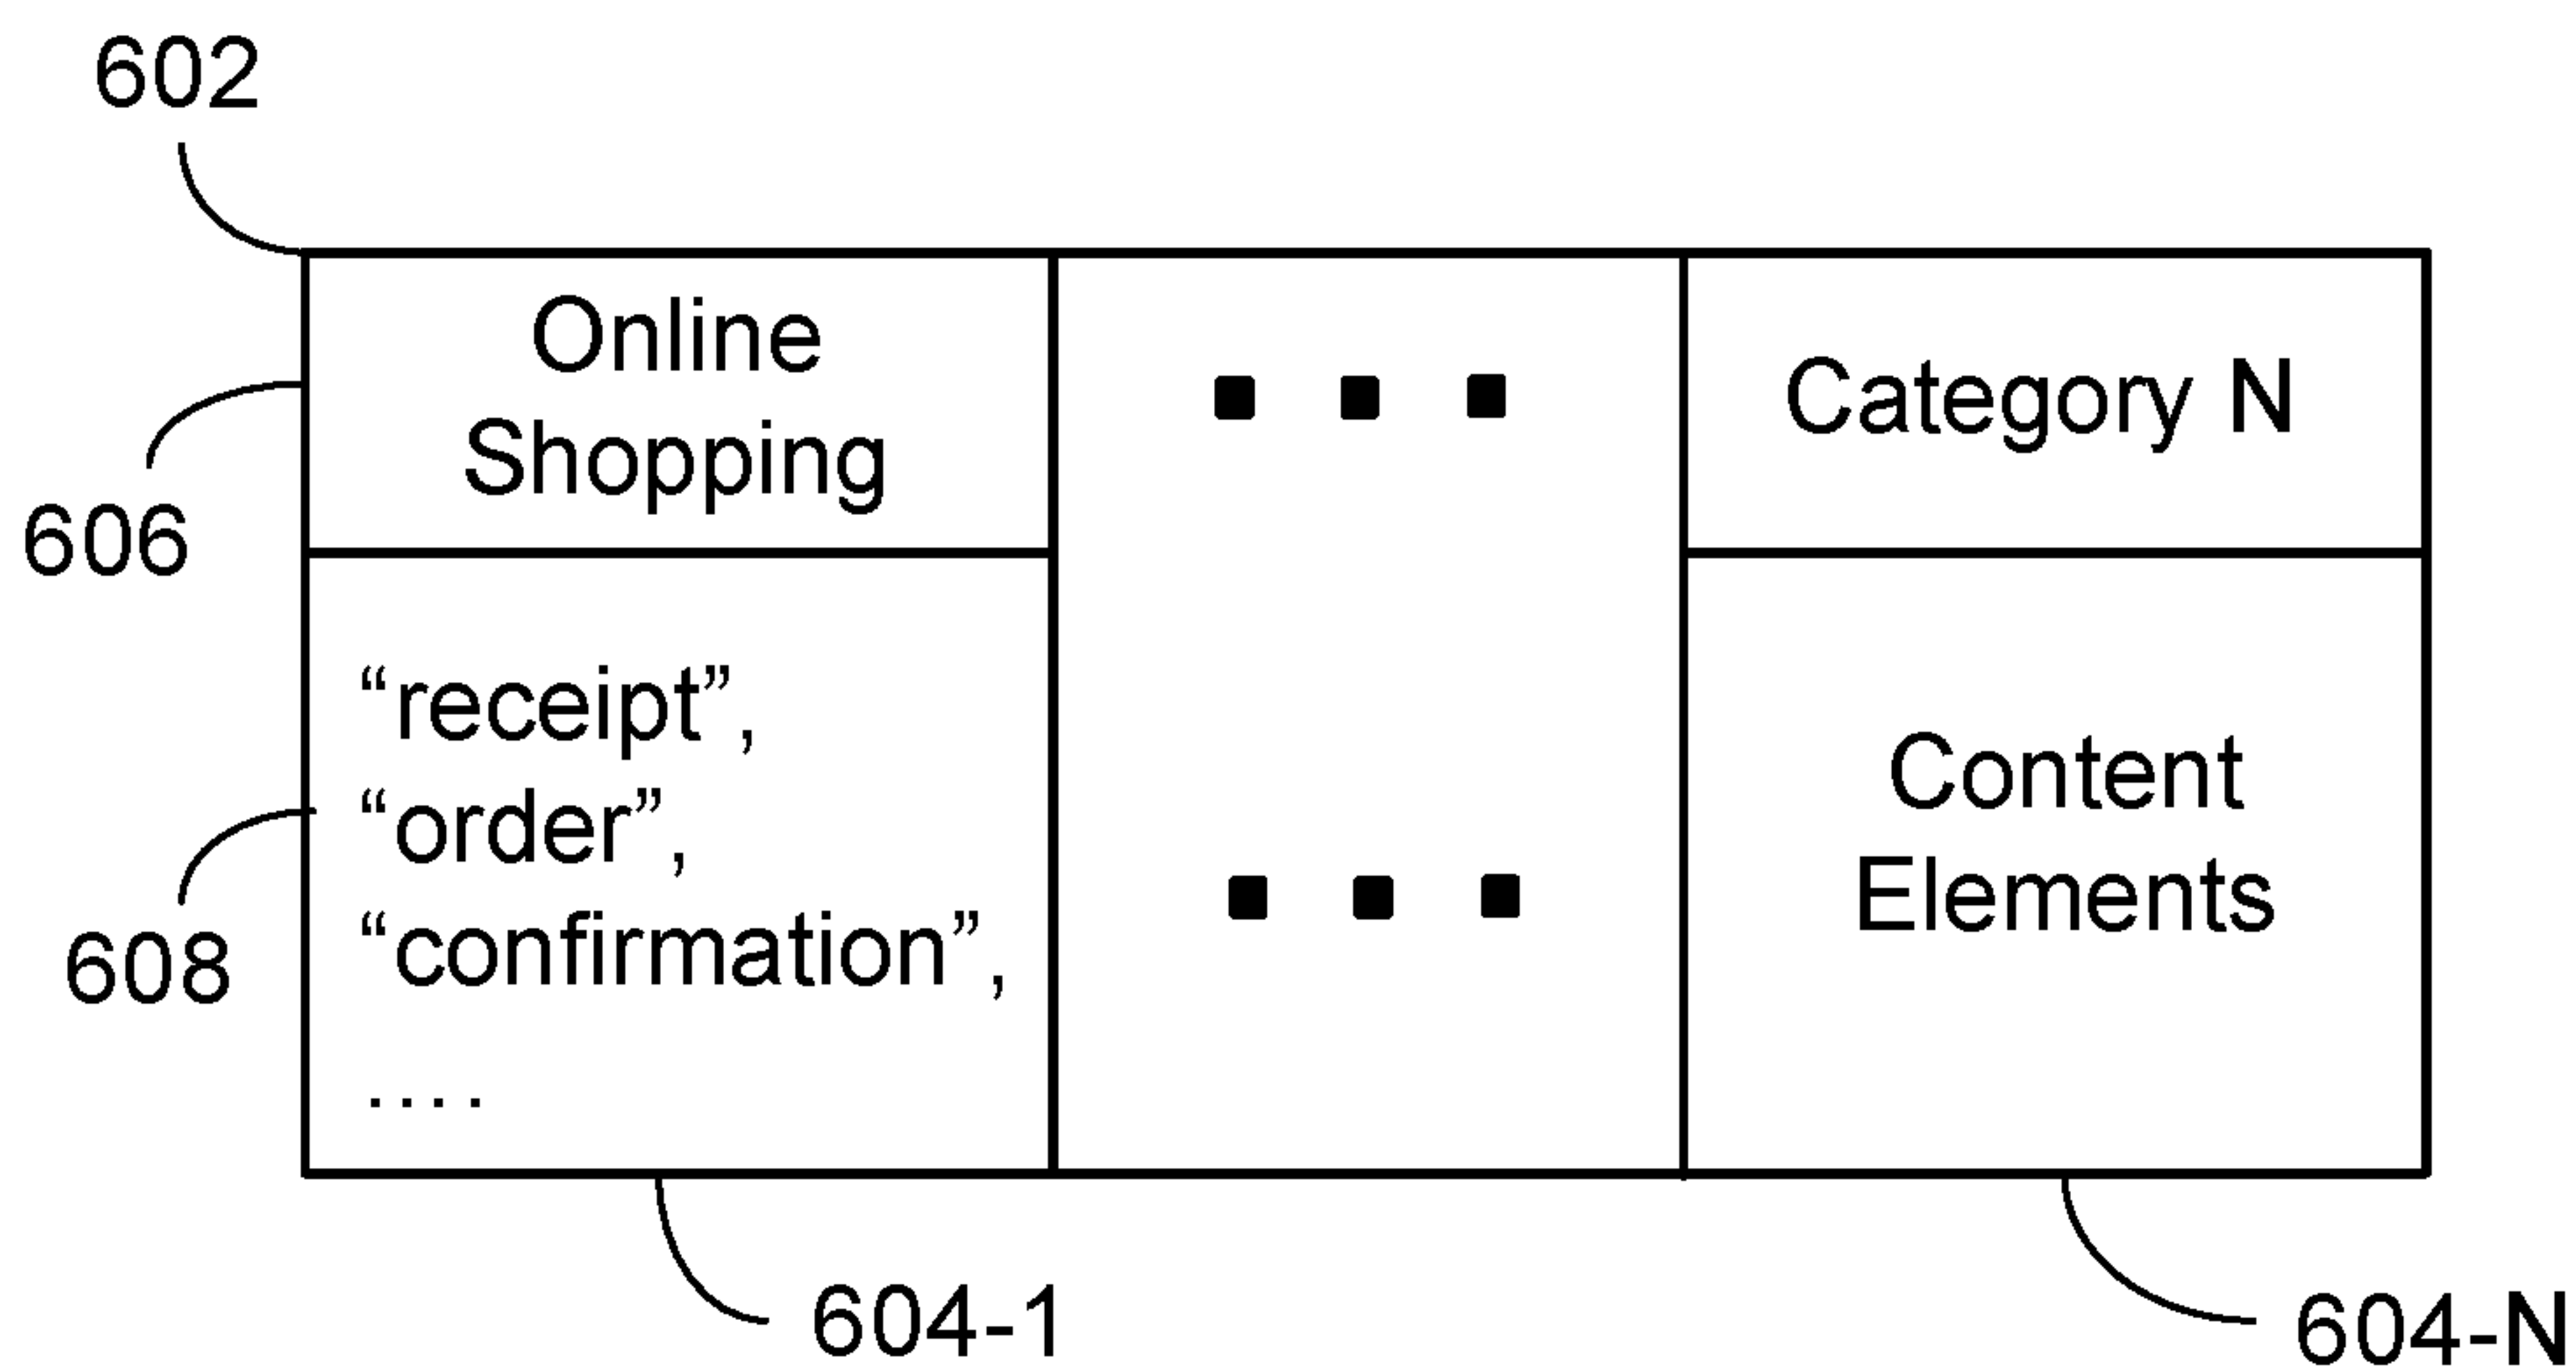 602
Online
Shopping
Category N
606
“receipt”,
“order”,
“confirmation”,
....
Content
Elements
608
604-1
604-N